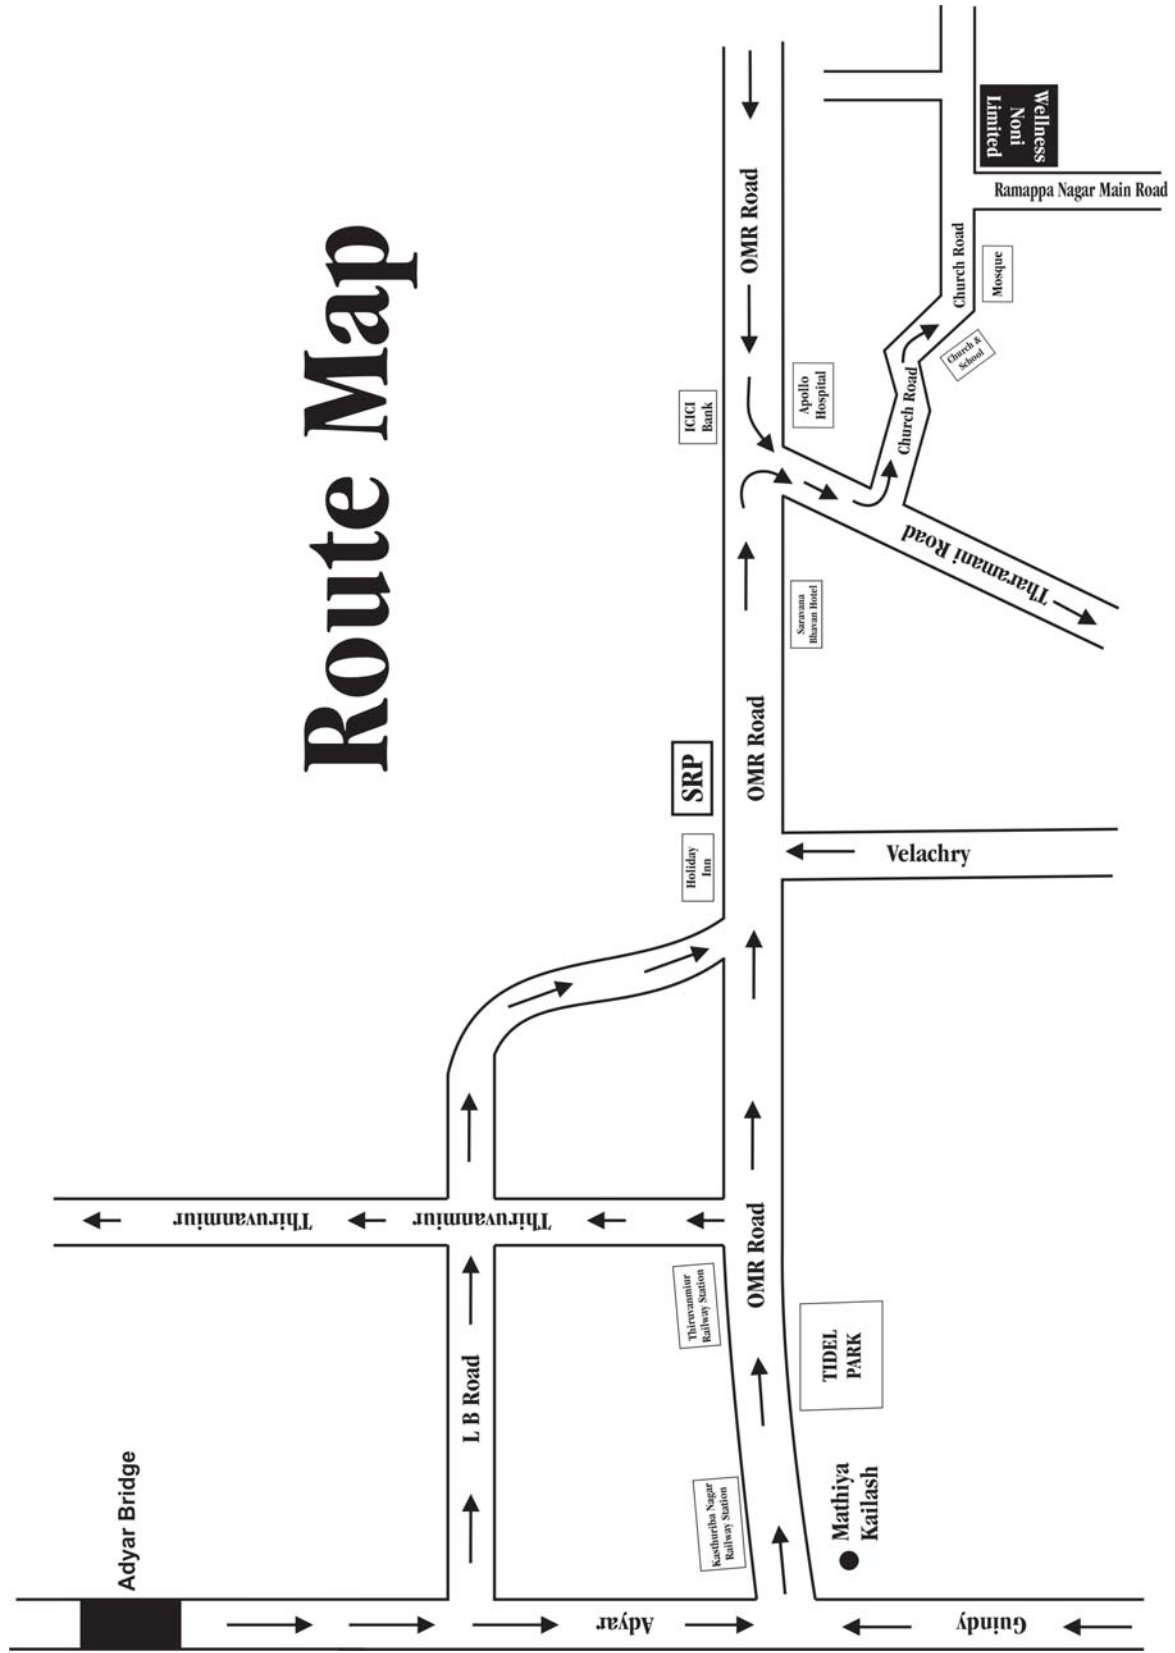 Route Map
Adyar Bridge
L B Road
Thiruvanmiur
Thiruvanmiur
Adyar
Guindy
Kasthuriba Nagar
Railway Station
Thiruvanmiur
Railway Station
Mathiya
Kailash
TIDEL
PARK
OMR Road
Velachry
Holiday
Inn
SRP
OMR Road
Saravana
Bhavan Hotel
ICICI
Bank
Apollo
Hospital
Tharamani Road
Church Road
Church &
School
Church Road
Mosque
OMR Road
Ramappa Nagar Main Road
Wellness
Noni
Limited